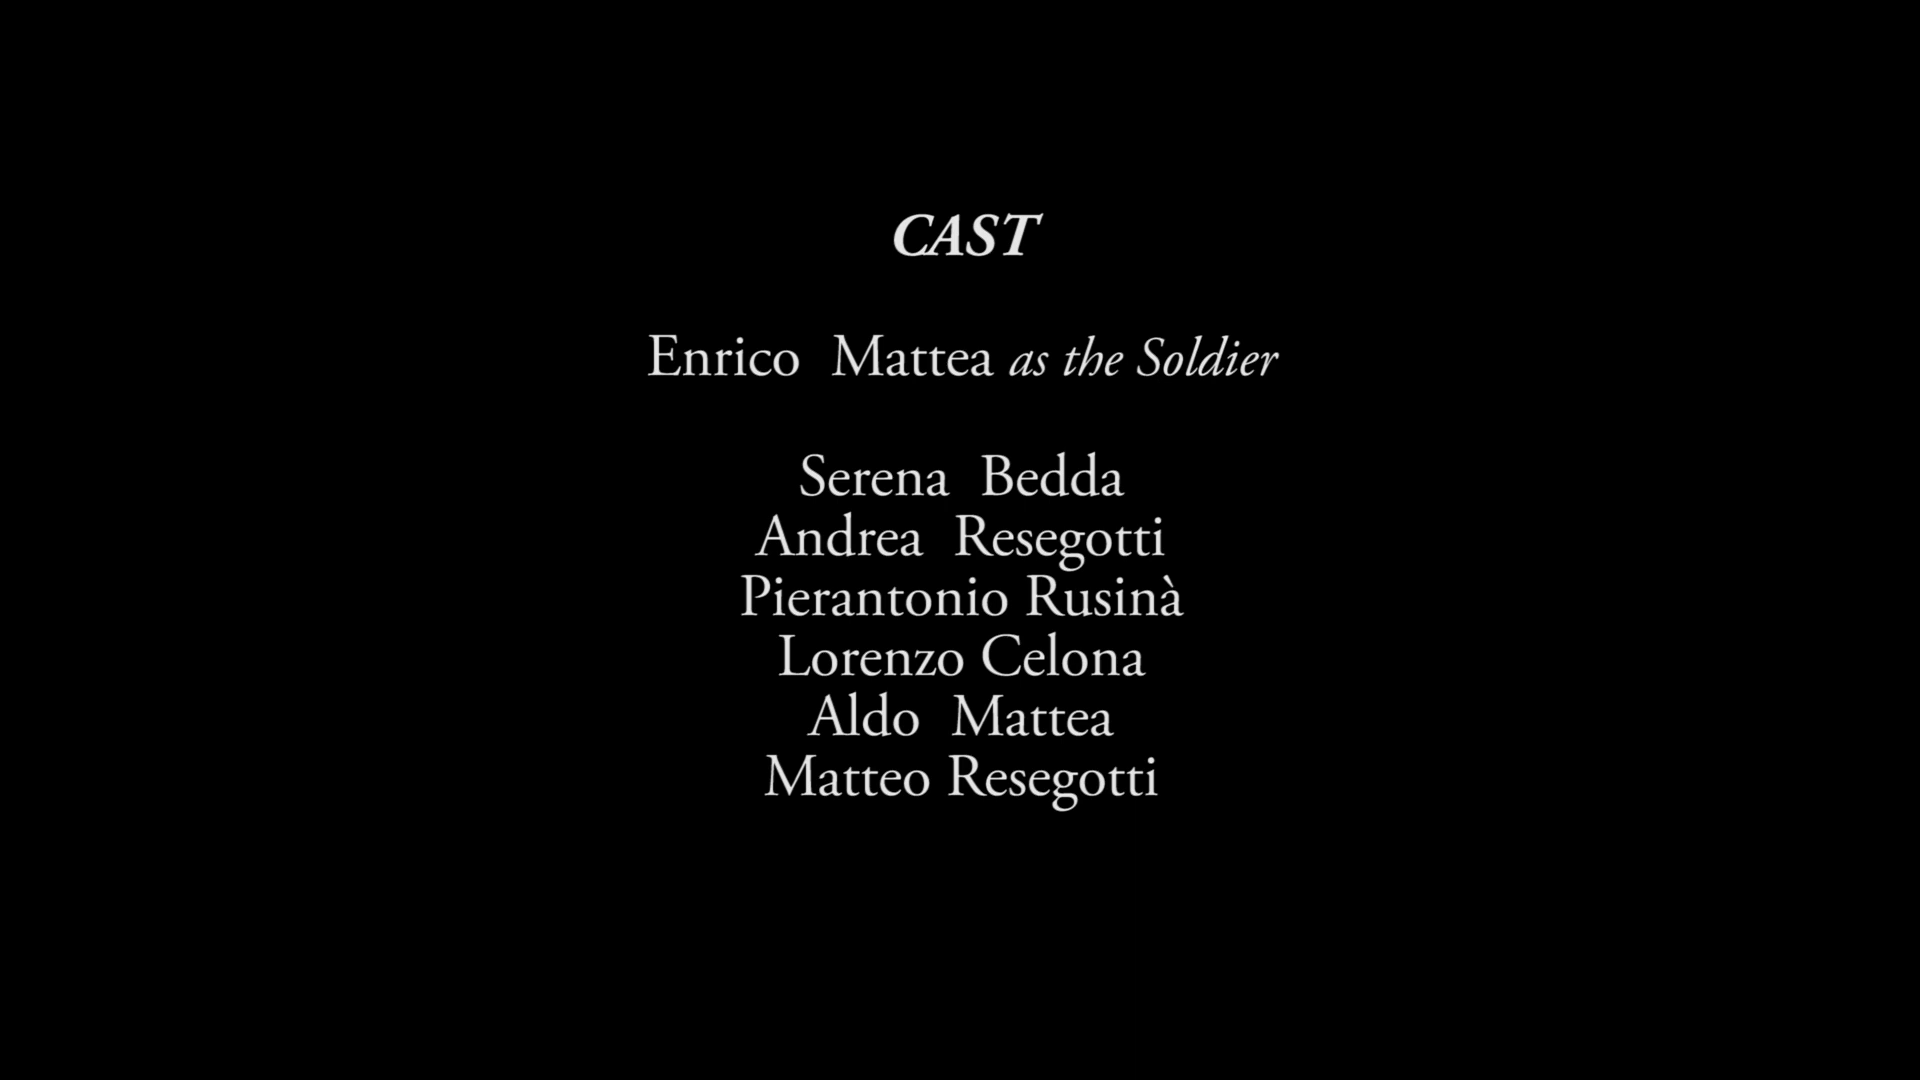 CAST
Enrico Mattea as the Soldier
Serena Bedda
Andrea Resegotti
Pierantonio Rusinà
Lorenzo Celona
Aldo Mattea
Matteo Resegotti